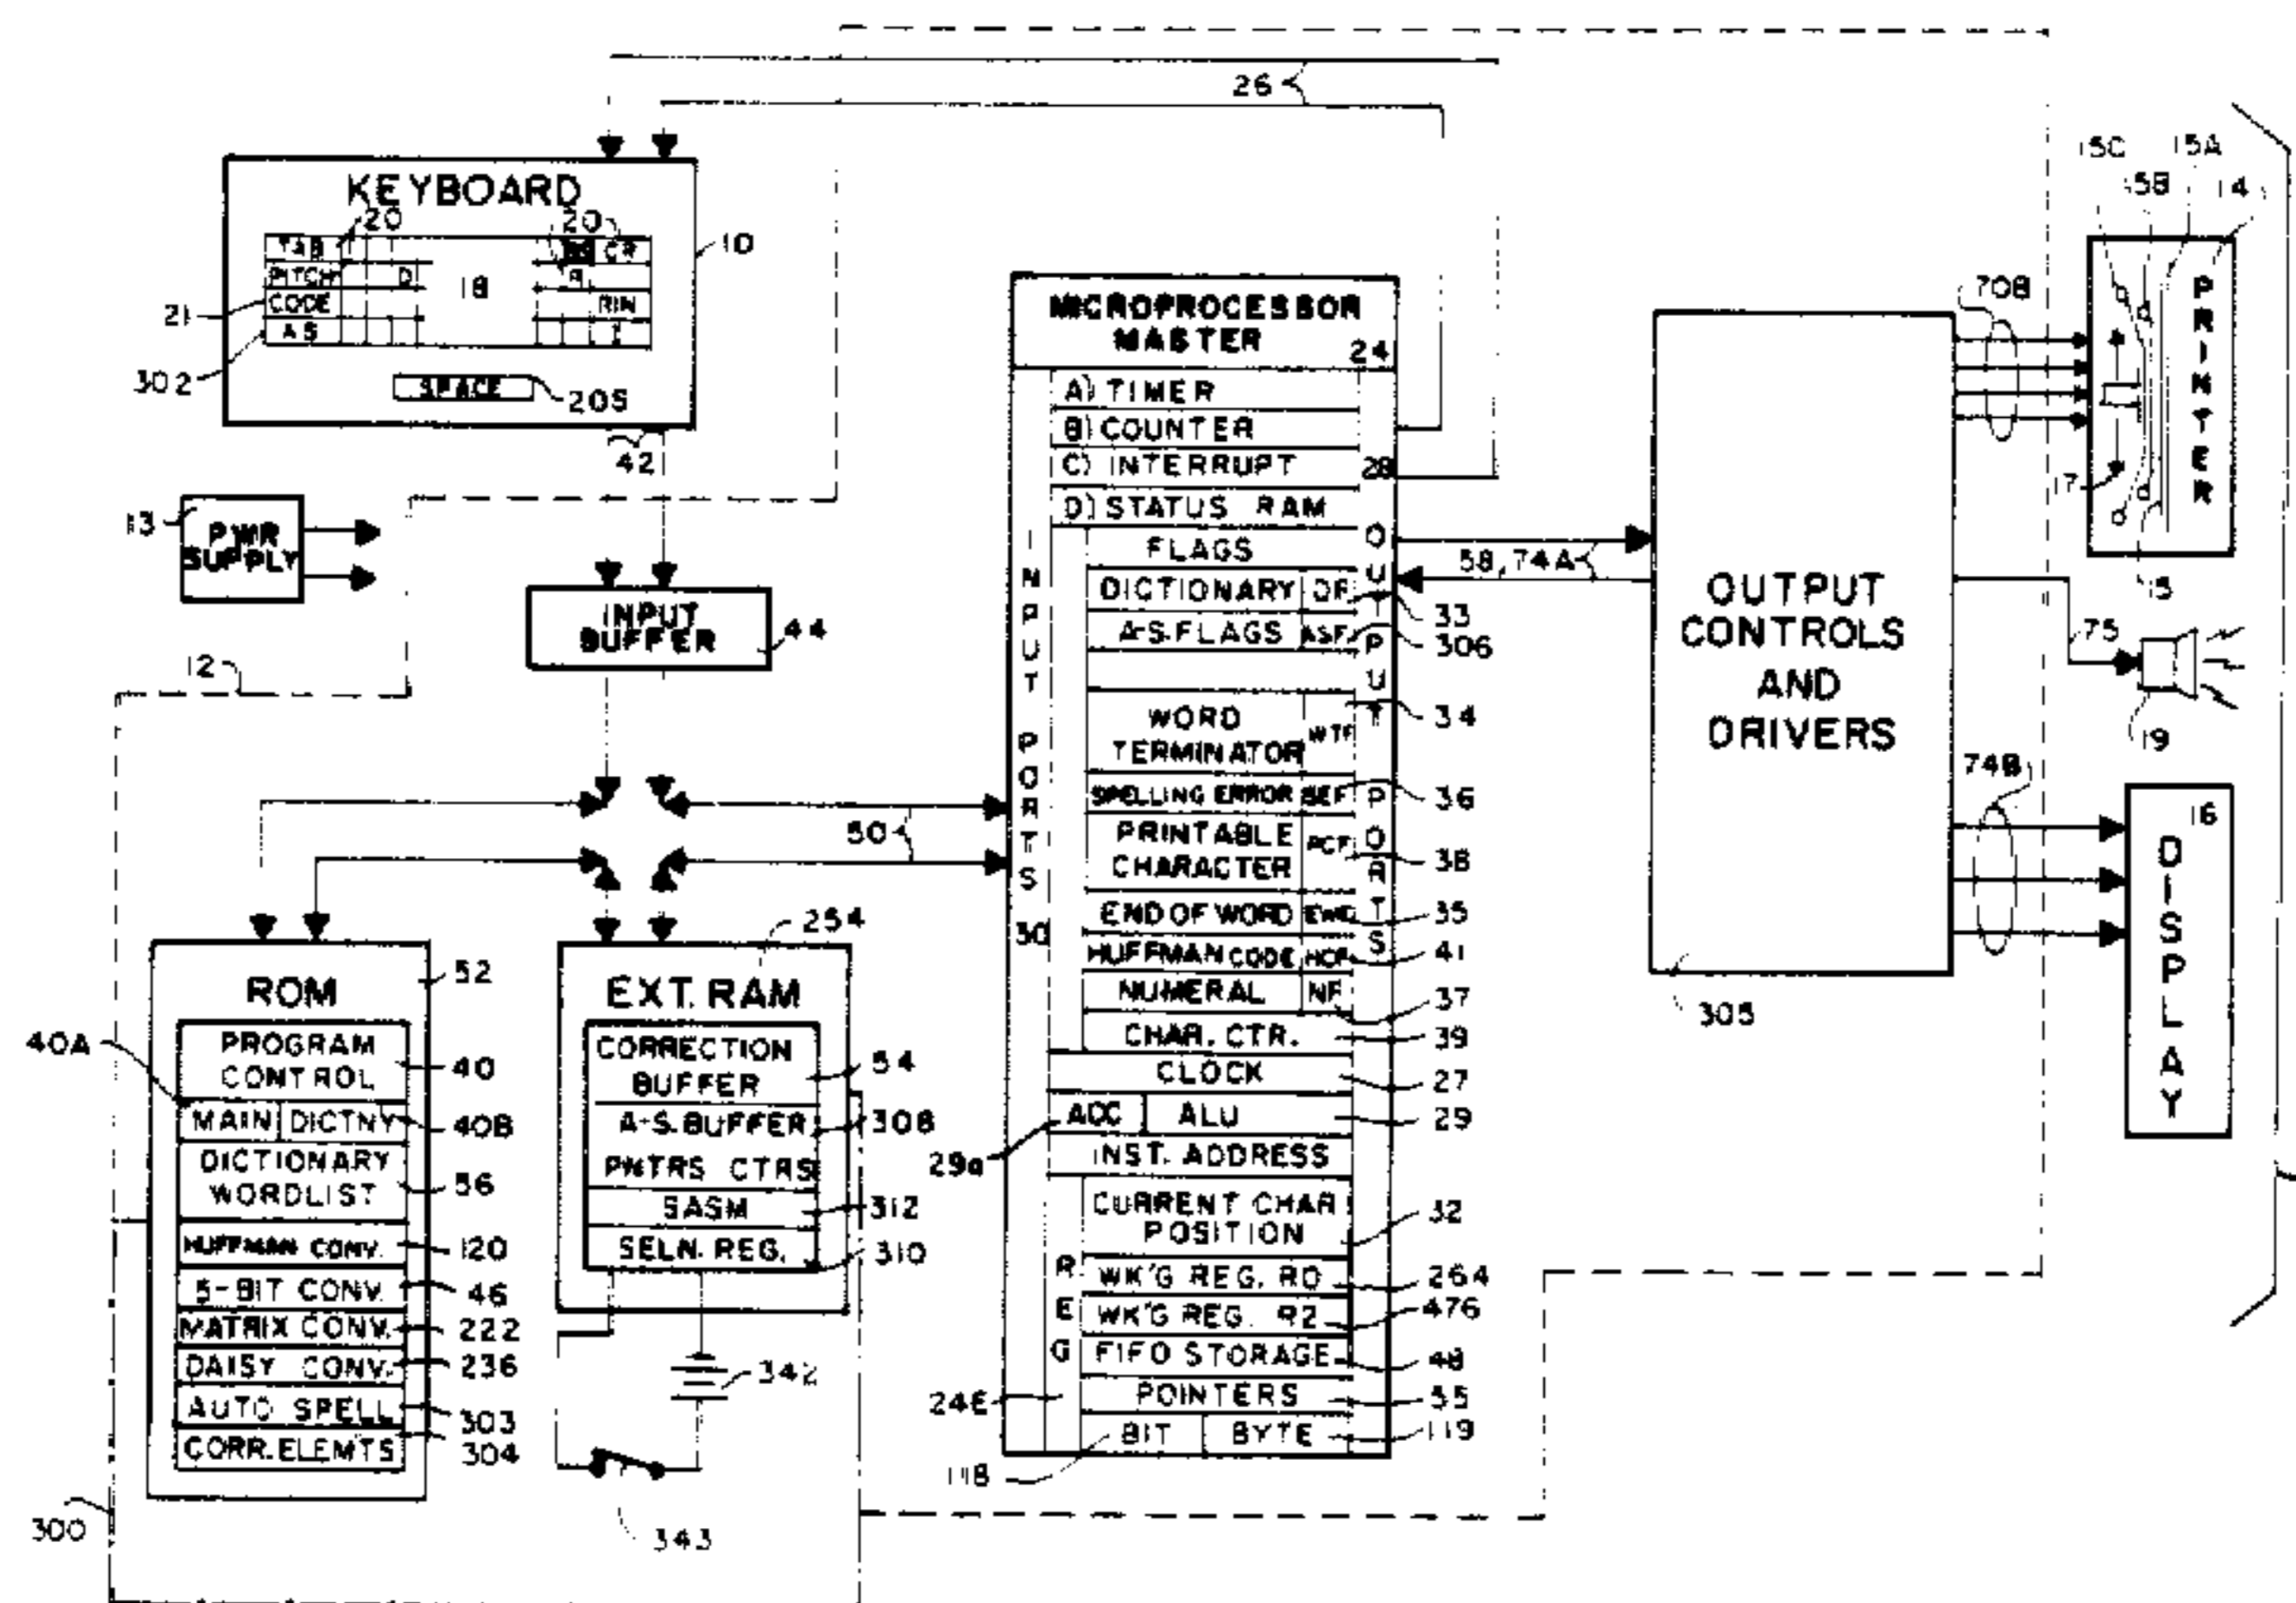 26
KEYBOARD
20
20
TAB
CR
PITCH
D
18
R
CODE
RIN
AS
I
10
21
302
SPACE
20S
42
13
PWR
SUPPLY
INPUT
BUFFER
44
12
50
ROM
52
PROGRAM
CONTROL
40
40A
MAIN
DICTNY
40B
DICTIONARY
WORDLIST
56
HUFFMAN CONV.
120
5-BIT CONV.
46
MATRIX CONV.
222
DAISY CONV.
236
AUTO SPELL
303
CORR. ELEMTS
304
300
EXT. RAM
254
CORRECTION
BUFFER
54
A-S. BUFFER
308
PNTRS CTRS
SASM
312
SELN. REG.
310
342
343
MICROPROCESSOR
MASTER
24
A) TIMER
B) COUNTER
C) INTERRUPT
28
D) STATUS RAM
INPUT PORTS
30
OUTPUT PORTS
FLAGS
DICTIONARY
DF
33
A-S. FLAGS
ASF
306
WORD
TERMINATOR
WTF
34
SPELLING ERROR
SEF
36
PRINTABLE
CHARACTER
PCF
38
END OF WORD
35
HUFFMAN CODE
HCF
41
NUMERAL
NF
37
CHAR. CTR.
39
CLOCK
27
ACC
ALU
29
29a
INST. ADDRESS
CURRENT CHAR
POSITION
32
REG
WK'G REG. R0
264
WK'G REG. R2
476
FIFO STORAGE
48
24E
POINTERS
55
BIT
BYTE
119
118
58, 74A
OUTPUT
CONTROLS
AND
DRIVERS
305
70B
15C
15A
15B
14
PRINTER
17
15
75
19
74B
16
DISPLAY